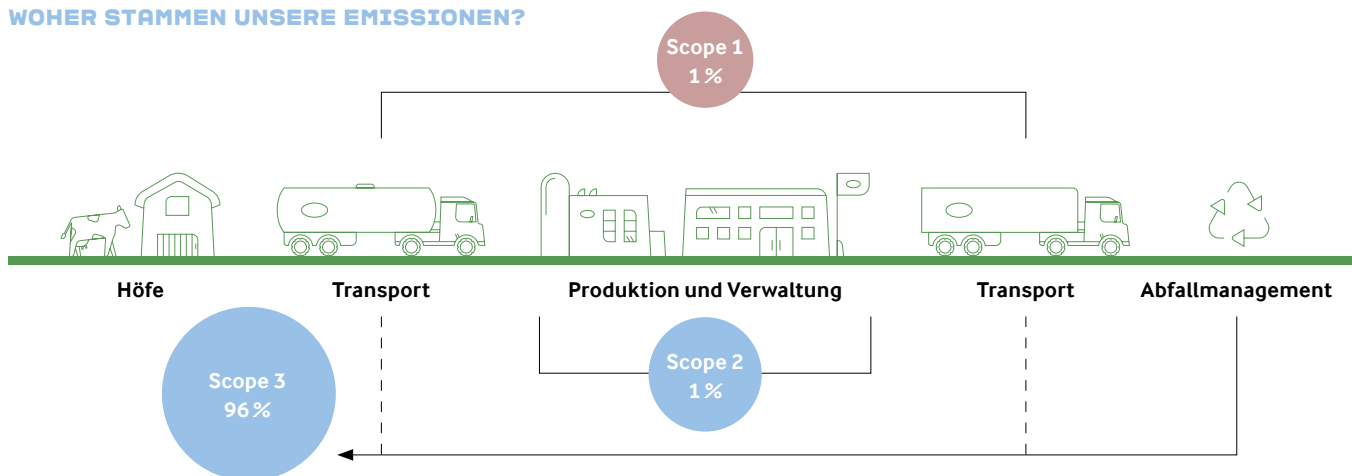 WOHER STAMMEN UNSERE EMISSIONEN?
Scope 1
1 %
Höfe
Transport
Produktion und Verwaltung
Transport
Abfallmanagement
Scope 3
96 %
Scope 2
1 %